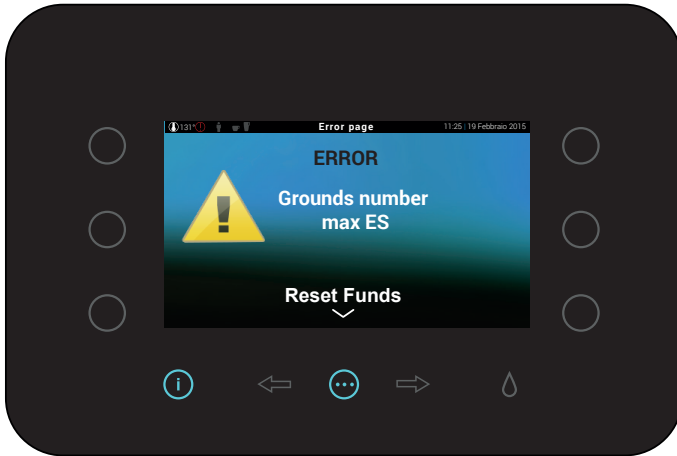 131° Error page 11:25 | 19 Febbraio 2015
ERROR
Grounds number
max ES
Reset Funds
i